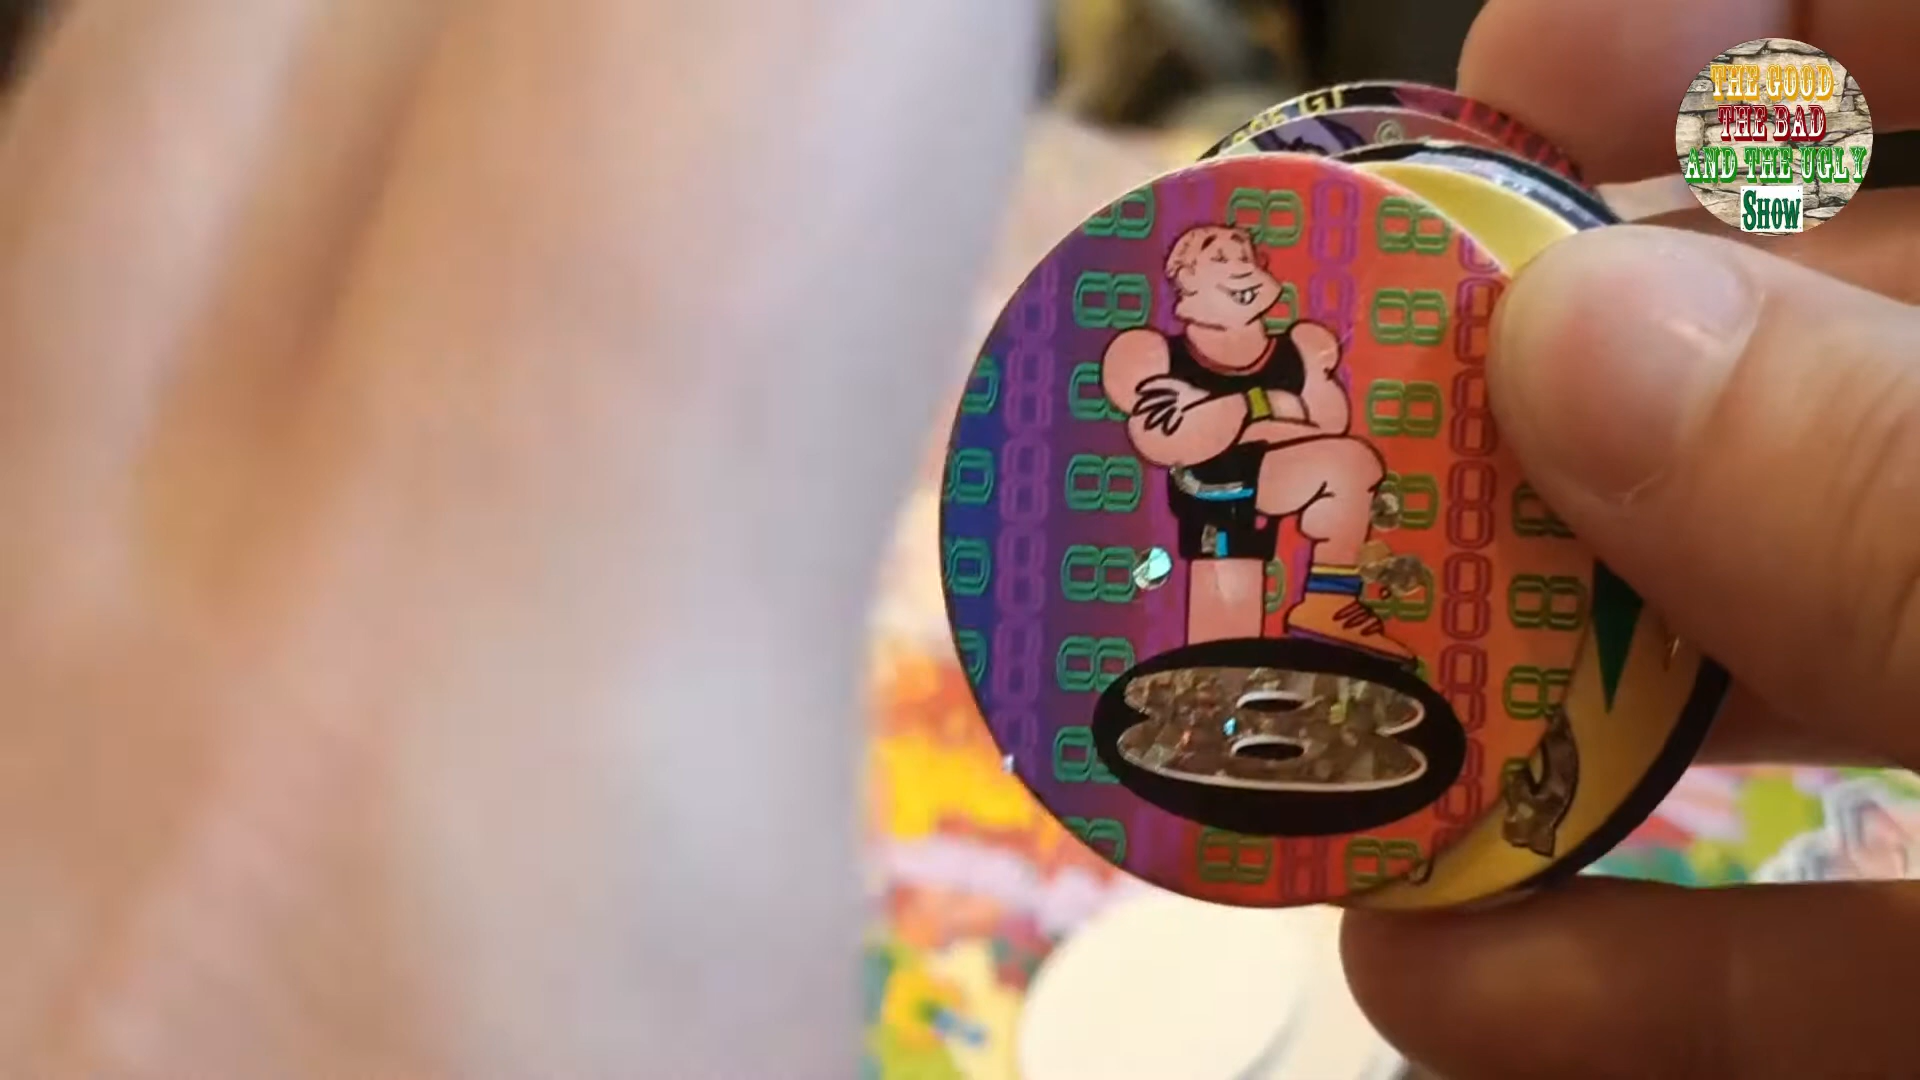 THE GOOD
THE BAD
AND THE UGLY
Show
8